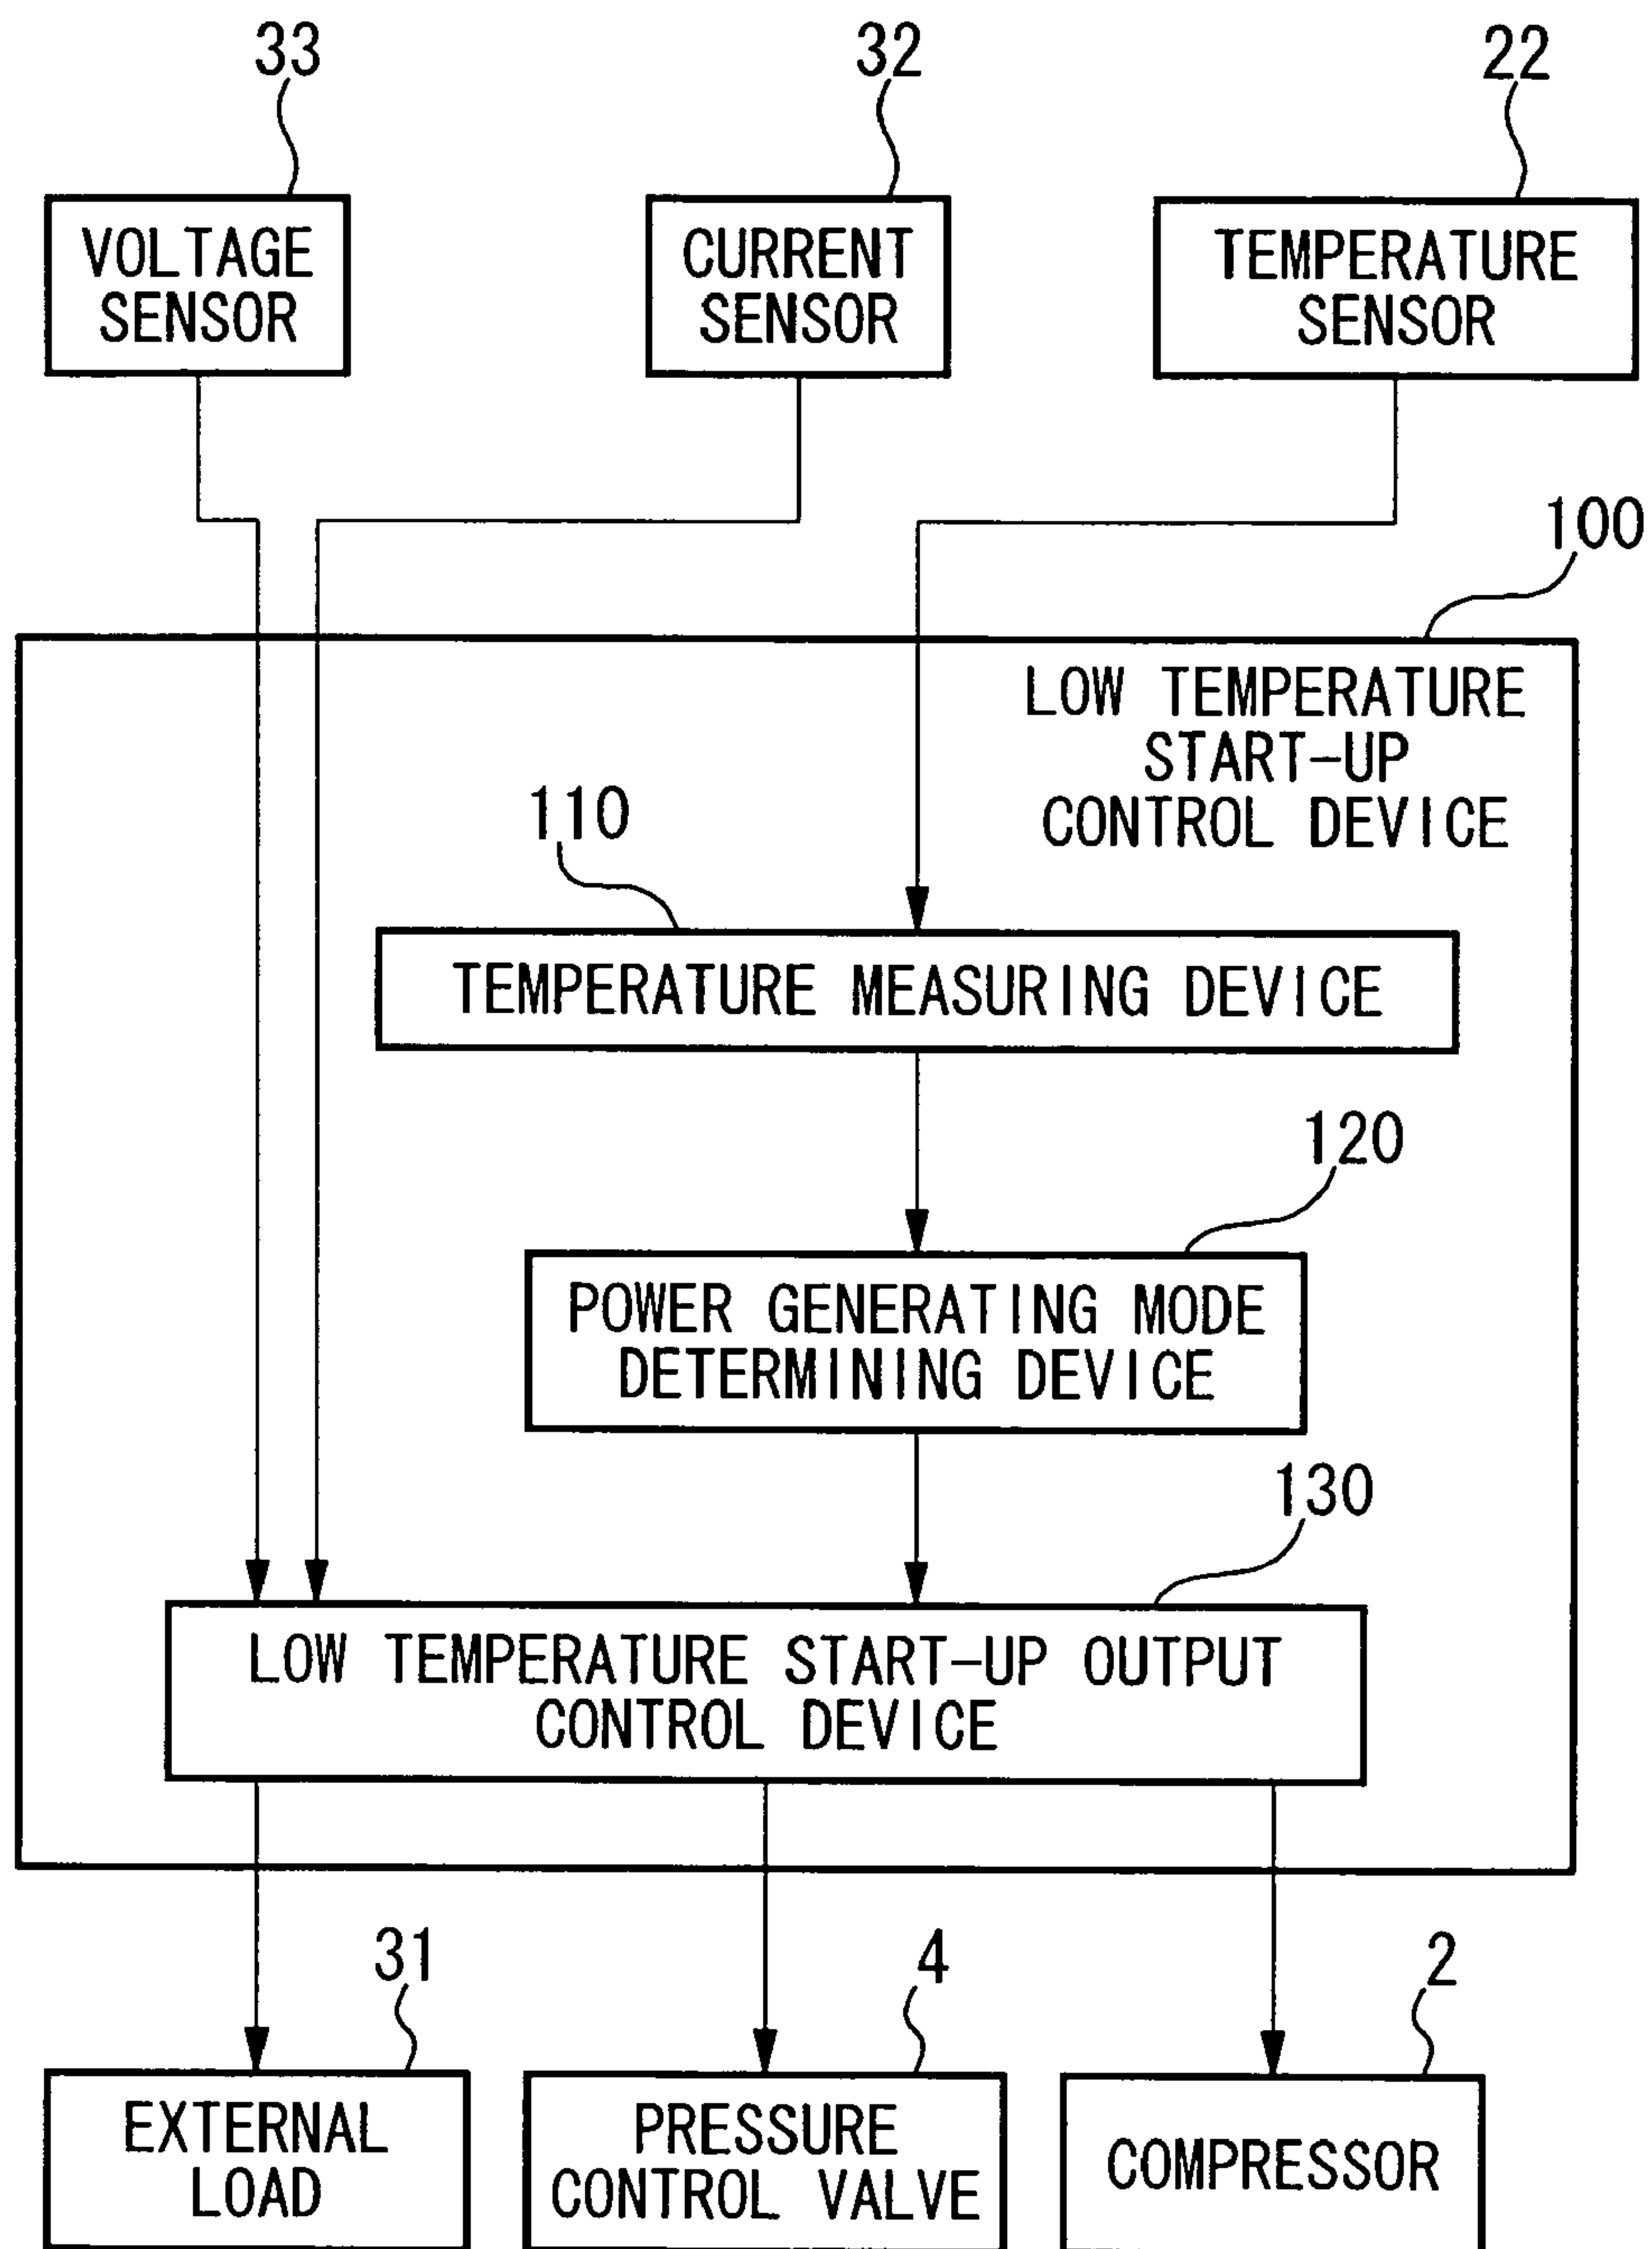 33
32
22
VOLTAGE
SENSOR
CURRENT
SENSOR
TEMPERATURE
SENSOR
100
LOW TEMPERATURE
START-UP
CONTROL DEVICE
110
TEMPERATURE MEASURING DEVICE
120
POWER GENERATING MODE
DETERMINING DEVICE
130
LOW TEMPERATURE START-UP OUTPUT
CONTROL DEVICE
31
4
2
EXTERNAL
LOAD
PRESSURE
CONTROL VALVE
COMPRESSOR